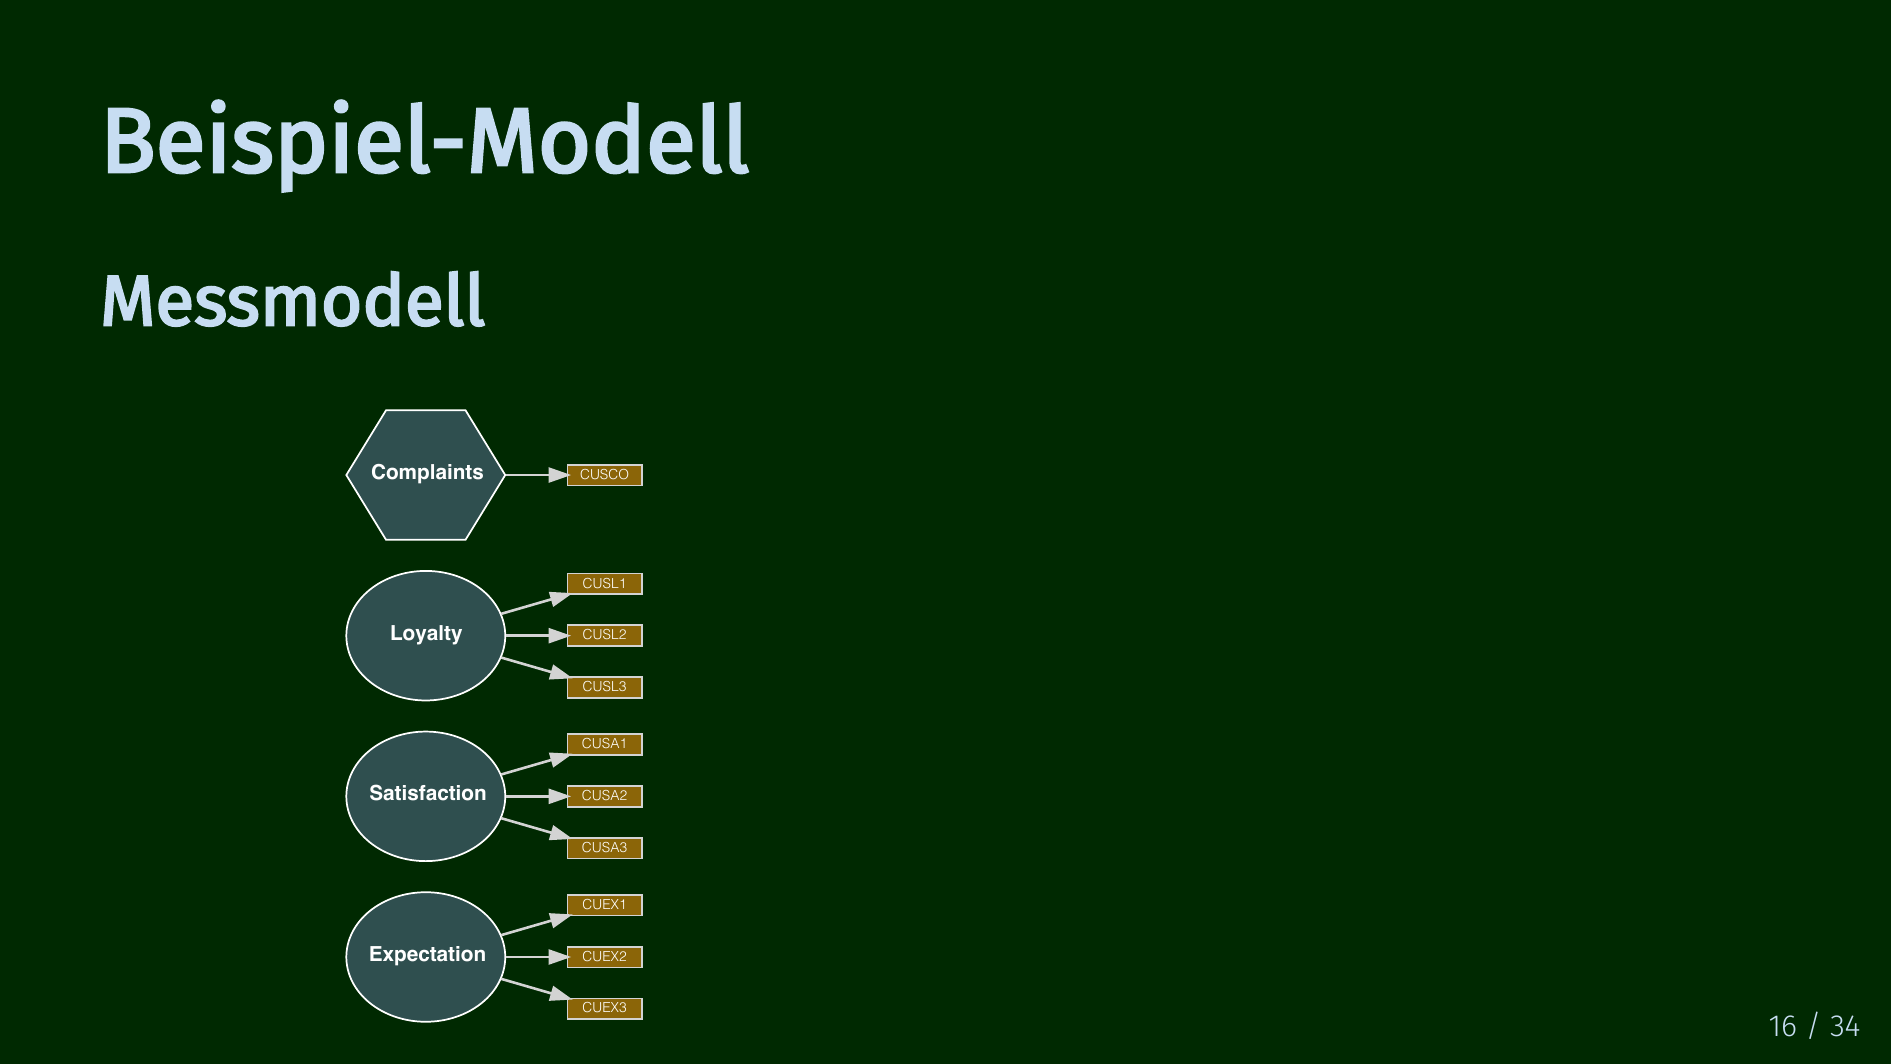 Beispiel-Modell
Messmodell
Complaints
CUSCO
Loyalty
CUSL1
CUSL2
CUSL3
Satisfaction
CUSA1
CUSA2
CUSA3
Expectation
CUEX1
CUEX2
CUEX3
16 / 34